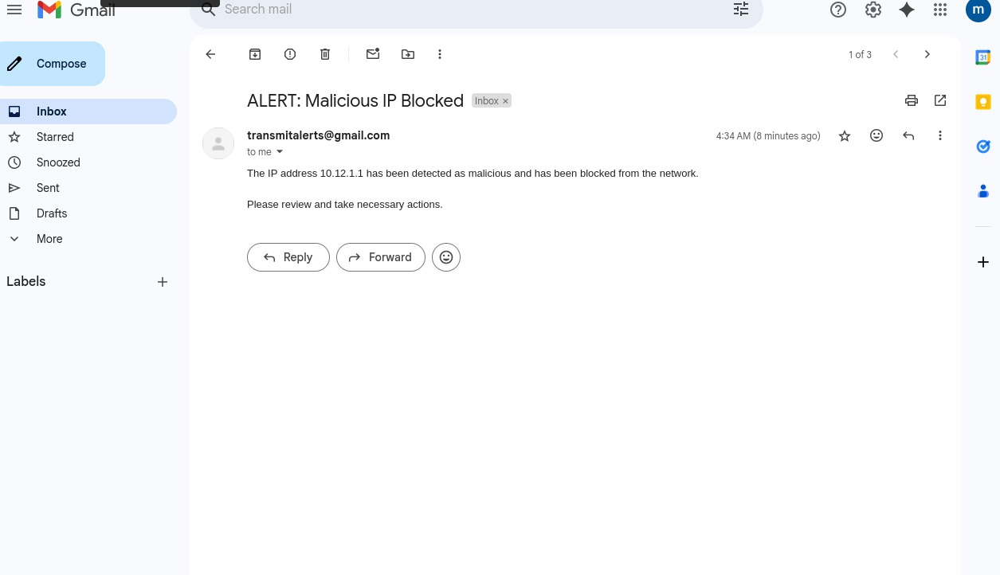 Gmail
Search mail
m
Compose
1 of 3
31
Inbox
Starred
Snoozed
Sent
Drafts
More
Labels
ALERT: Malicious IP Blocked
Inbox ×
transmitalerts@gmail.com
4:34 AM (8 minutes ago)
to me
The IP address 10.12.1.1 has been detected as malicious and has been blocked from the network.
Please review and take necessary actions.
Reply
Forward